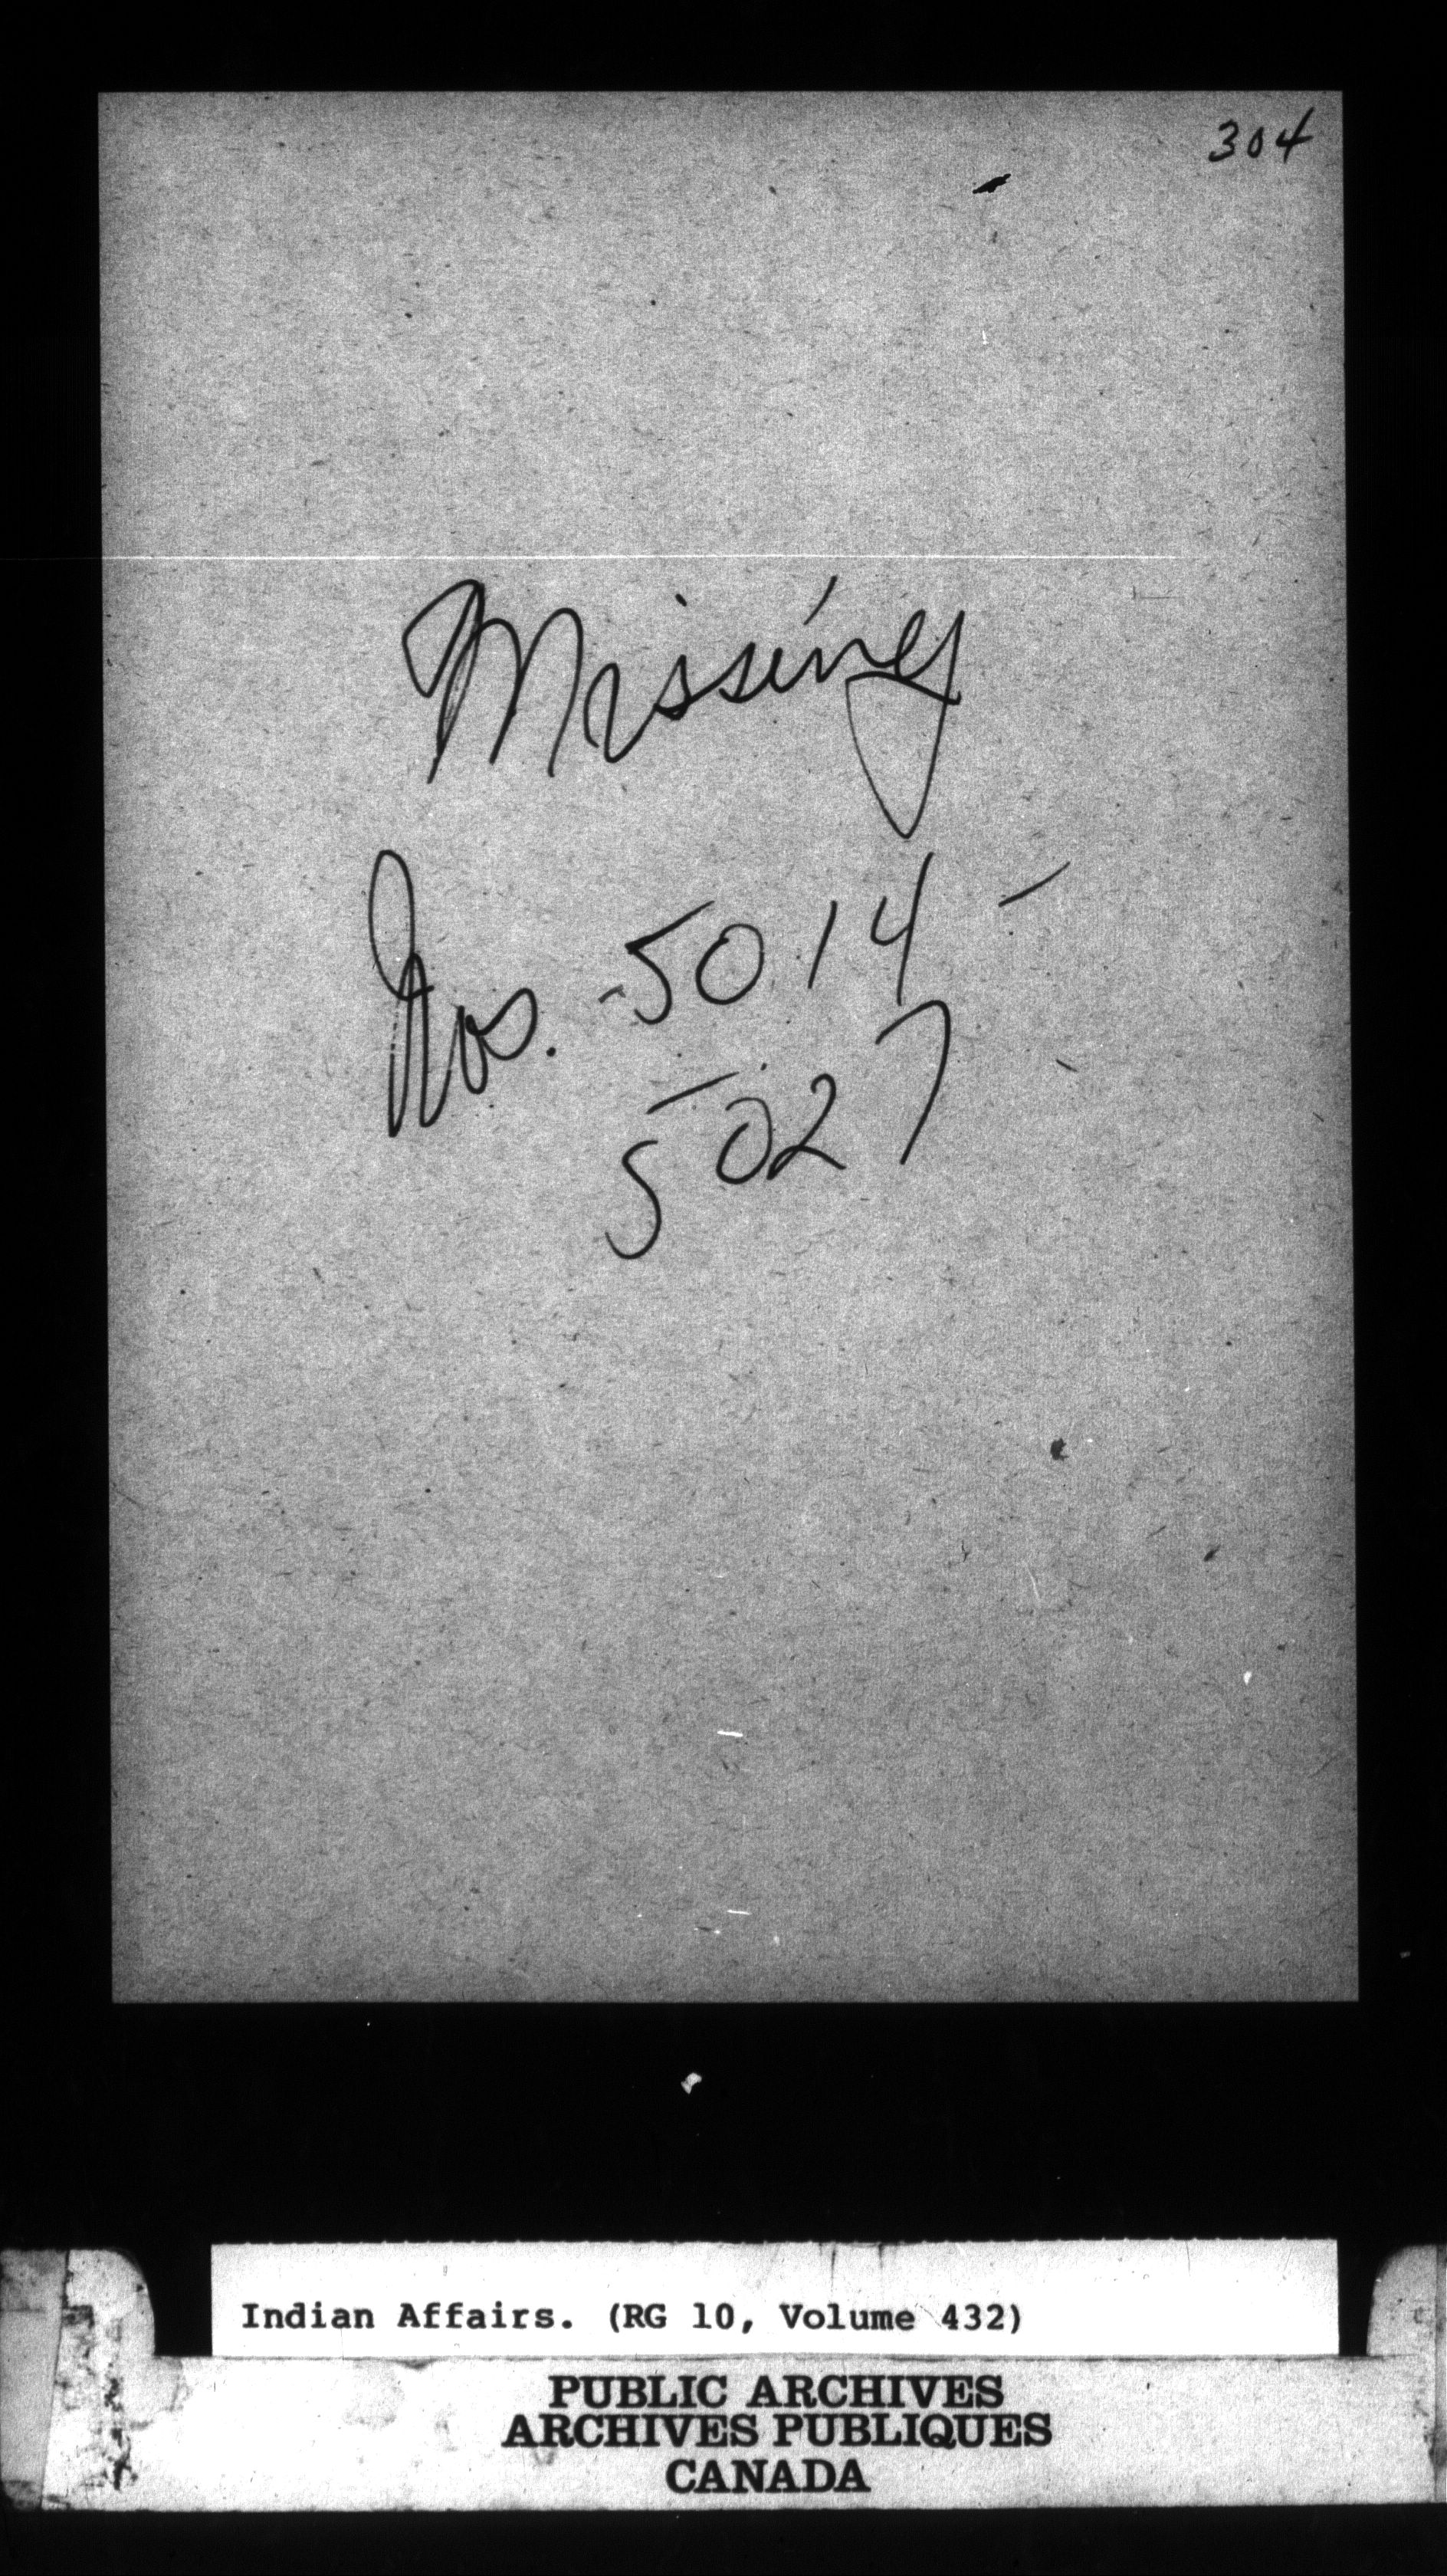 304
Missing
Nos. 5014 -
5027
Indian Affairs. (RG 10, Volume 432)
PUBLIC ARCHIVES
ARCHIVES PUBLIQUES
CANADA